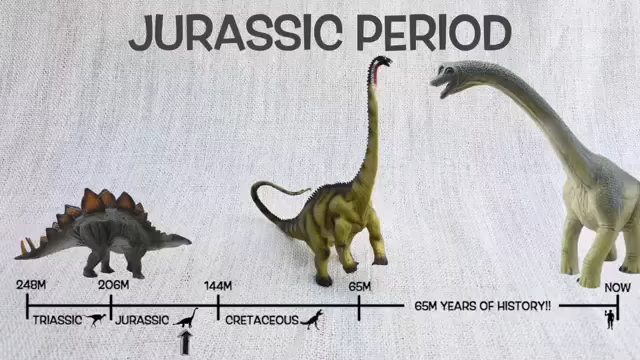 JURASSIC PERIOD
248M 206M 144M 65M NOW
TRIASSIC JURASSIC CRETACEOUS 65M YEARS OF HISTORY!!